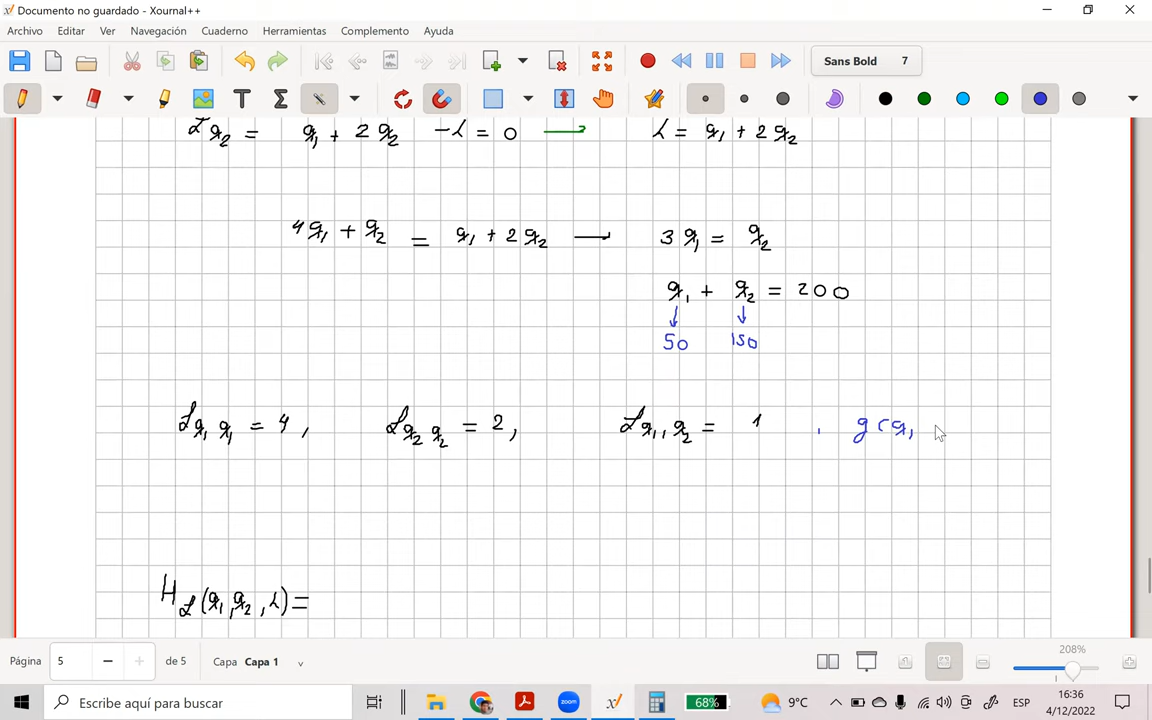 Documento no guardado - Xournal++
Archivo Editar Ver Navegación Cuaderno Herramientas Complemento Ayuda
Sans Bold 7
ℒq₂ = q₁ + 2q₂ - λ = 0 → λ = q₁ + 2q₂
4q₁ + q₂ = q₁ + 2q₂ → 3q₁ = q₂
q₁ + q₂ = 200
↓ ↓
50 150
ℒq₁q₁ = 4, ℒq₂q₂ = 2, ℒq₁,q₂ = 1 , g(q₁
Hℒ(q₁,q₂,λ) =
Página 5 de 5 Capa Capa 1 208%
Escribe aquí para buscar 68% 9°C ESP 16:36
4/12/2022